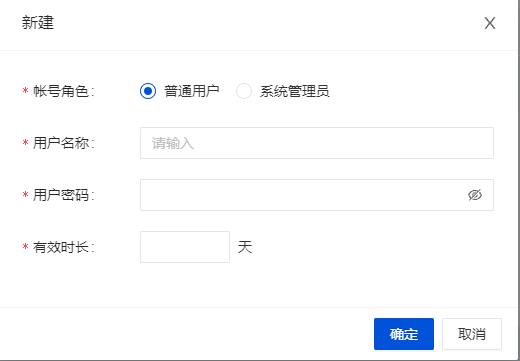 新建
* 帐号角色: 普通用户 系统管理员
* 用户名称: 请输入
* 用户密码:
* 有效时长: 天
确定 取消